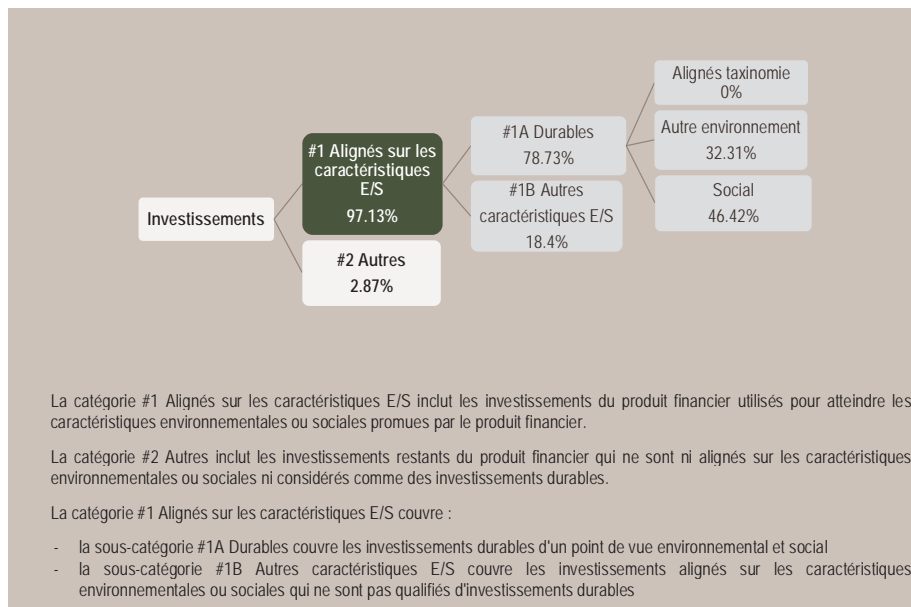 Investissements
#1 Alignés sur les
caractéristiques
E/S
97.13%
#2 Autres
2.87%
#1A Durables
78.73%
#1B Autres
caractéristiques E/S
18.4%
Alignés taxinomie
0%
Autre environnement
32.31%
Social
46.42%
La catégorie #1 Alignés sur les caractéristiques E/S inclut les investissements du produit financier utilisés pour atteindre les
caractéristiques environnementales ou sociales promues par le produit financier.
La catégorie #2 Autres inclut les investissements restants du produit financier qui ne sont ni alignés sur les caractéristiques
environnementales ou sociales ni considérés comme des investissements durables.
La catégorie #1 Alignés sur les caractéristiques E/S couvre :
- la sous-catégorie #1A Durables couvre les investissements durables d'un point de vue environnemental et social
- la sous-catégorie #1B Autres caractéristiques E/S couvre les investissements alignés sur les caractéristiques
environnementales ou sociales qui ne sont pas qualifiés d'investissements durables